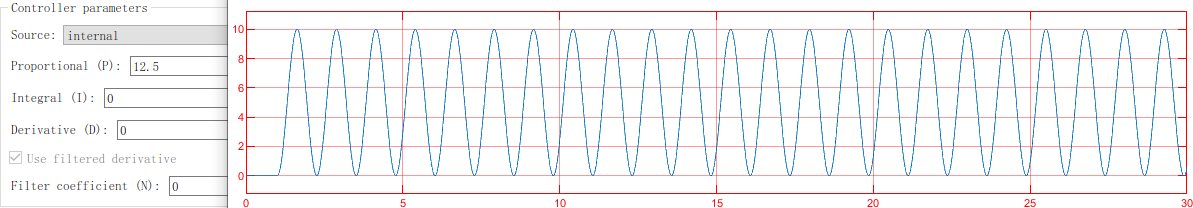 Controller parameters
Source: internal
Proportional (P): 12.5
Integral (I): 0
Derivative (D): 0
Use filtered derivative
Filter coefficient (N): 0
10
8
6
4
2
0
0 5 10 15 20 25 30